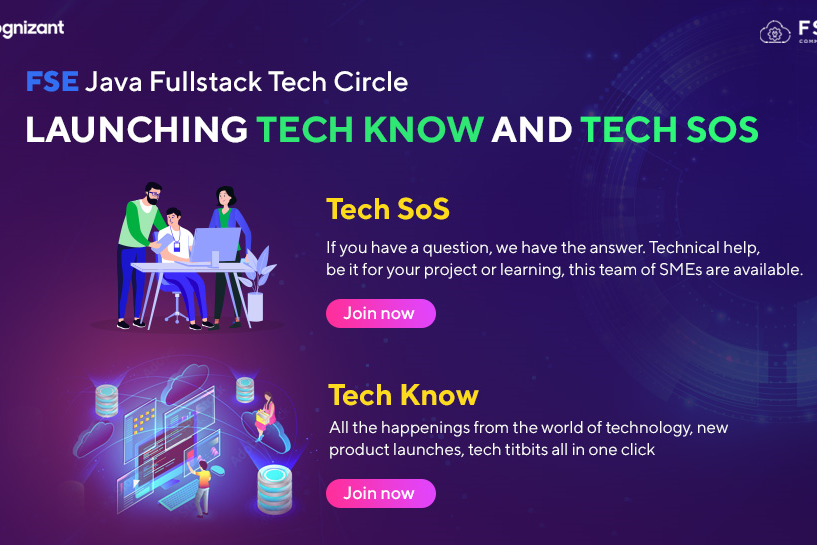 ognizant
FS
FSE Java Fullstack Tech Circle
LAUNCHING TECH KNOW AND TECH SOS
Tech SoS
If you have a question, we have the answer. Technical help,
be it for your project or learning, this team of SMEs are available.
Join now
Tech Know
All the happenings from the world of technology, new
product launches, tech titbits all in one click
Join now